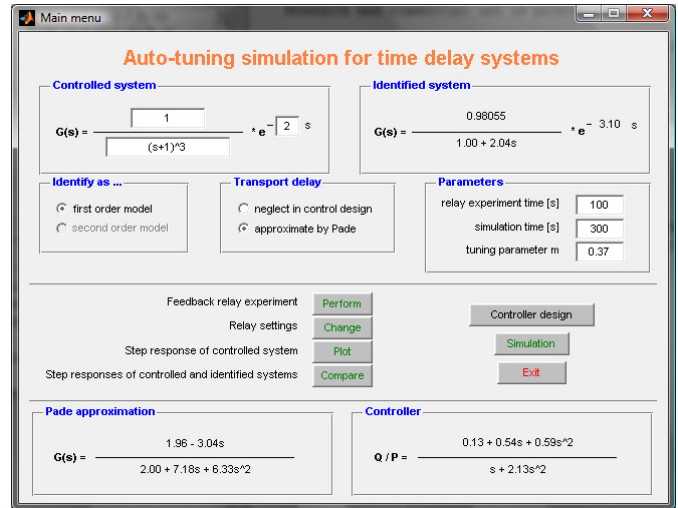 Main menu
Auto-tuning simulation for time delay systems
Controlled system
G(s) = 1 / (s+1)^3 * e^- 2 s
Identified system
G(s) = 0.98055 / 1.00 + 2.04s * e^- 3.10 s
Identify as ...
first order model
second order model
Transport delay
neglect in control design
approximate by Pade
Parameters
relay experiment time [s] 100
simulation time [s] 300
tuning parameter m 0.37
Feedback relay experiment Perform
Relay settings Change
Step response of controlled system Plot
Step responses of controlled and identified systems Compare
Controller design
Simulation
Exit
Pade approximation
G(s) = 1.96 - 3.04s / 2.00 + 7.18s + 6.33s^2
Controller
Q / P = 0.13 + 0.54s + 0.59s^2 / s + 2.13s^2